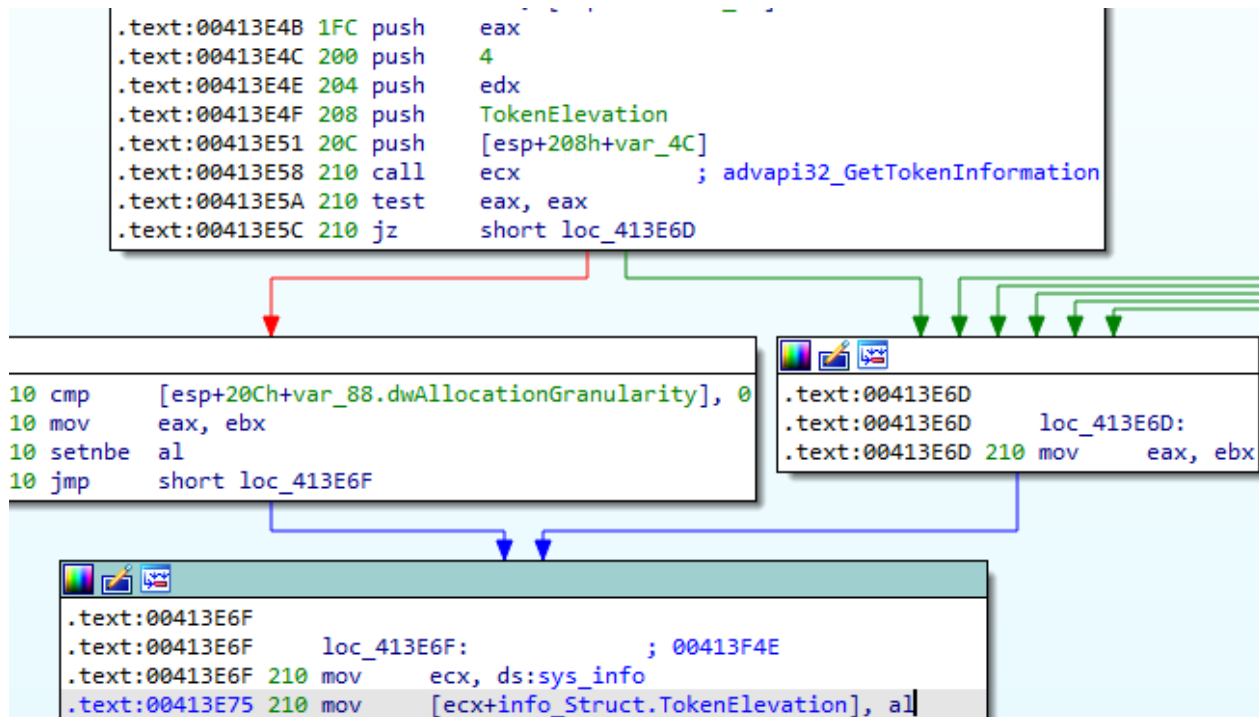 .text:00413E4B 1FC push eax
.text:00413E4C 200 push 4
.text:00413E4E 204 push edx
.text:00413E4F 208 push TokenElevation
.text:00413E51 20C push [esp+208h+var_4C]
.text:00413E58 210 call ecx ; advapi32_GetTokenInformation
.text:00413E5A 210 test eax, eax
.text:00413E5C 210 jz short loc_413E6D
10 cmp [esp+20Ch+var_88.dwAllocationGranularity], 0
10 mov eax, ebx
10 setnbe al
10 jmp short loc_413E6F
.text:00413E6D
.text:00413E6D loc_413E6D:
.text:00413E6D 210 mov eax, ebx
.text:00413E6F
.text:00413E6F loc_413E6F: ; 00413F4E
.text:00413E6F 210 mov ecx, ds:sys_info
.text:00413E75 210 mov [ecx+info_Struct.TokenElevation], al